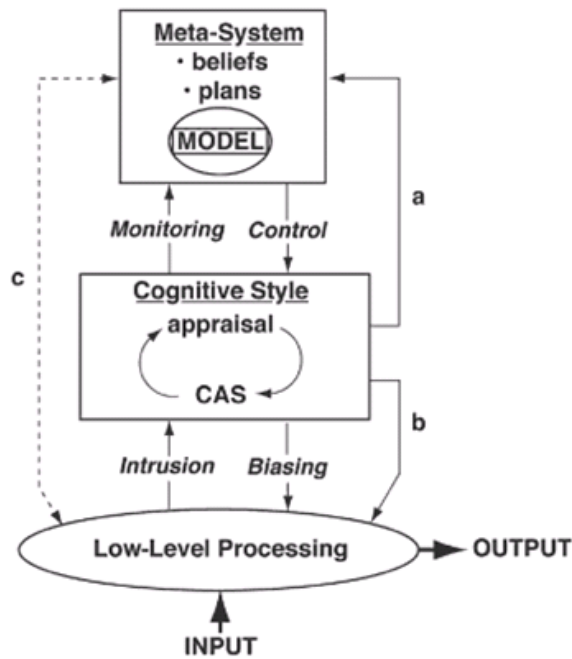 Meta-System
• beliefs
• plans
MODEL
a
Monitoring Control
c
Cognitive Style
appraisal
CAS
b
Intrusion Biasing
Low-Level Processing
OUTPUT
INPUT